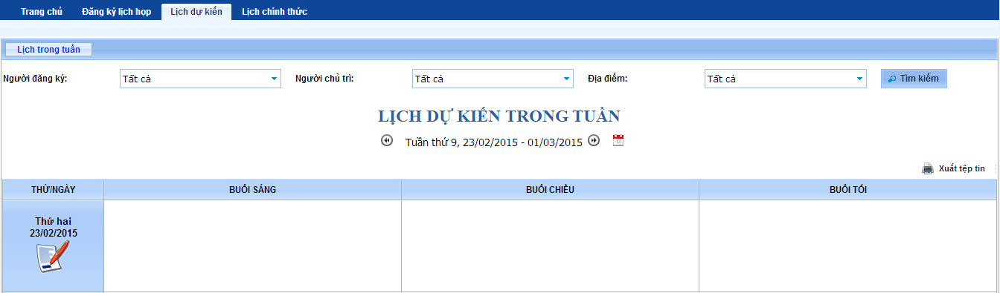 Trang chủ Đăng ký lịch họp Lịch dự kiến Lịch chính thức
Lịch trong tuần
Người đăng ký: Tất cả Người chủ trì: Tất cả Địa điểm: Tất cả Tìm kiếm
LỊCH DỰ KIẾN TRONG TUẦN
Tuần thứ 9, 23/02/2015 - 01/03/2015
Xuất tệp tin
THỨ/NGÀY BUỔI SÁNG BUỔI CHIỀU BUỔI TỐI
Thứ hai
23/02/2015